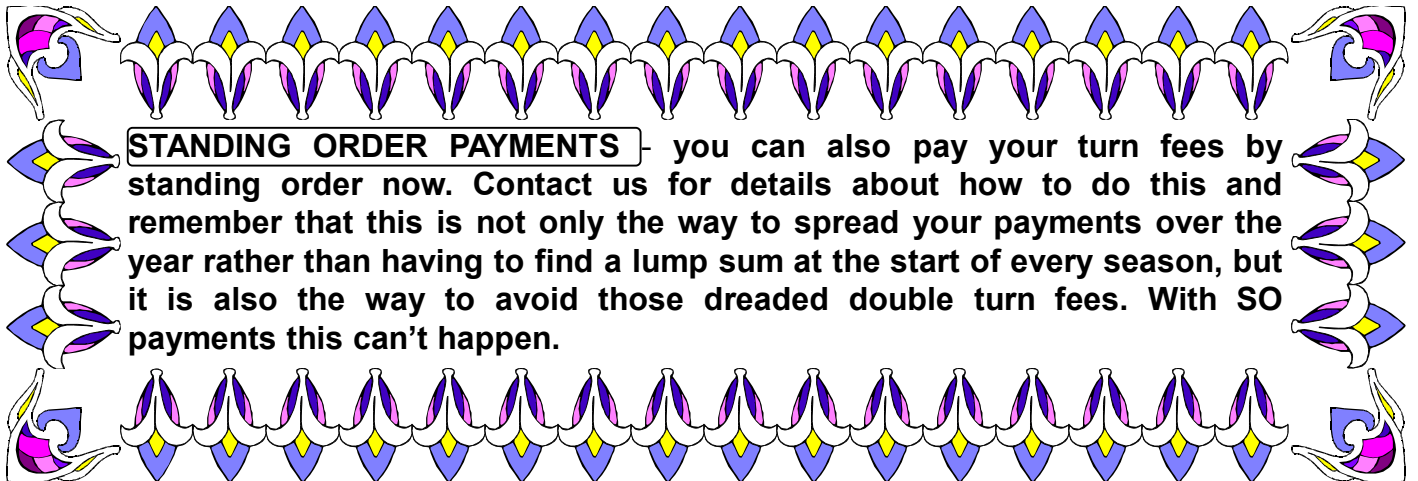 STANDING ORDER PAYMENTS - you can also pay your turn fees by
standing order now. Contact us for details about how to do this and
remember that this is not only the way to spread your payments over the
year rather than having to find a lump sum at the start of every season, but
it is also the way to avoid those dreaded double turn fees. With SO
payments this can’t happen.